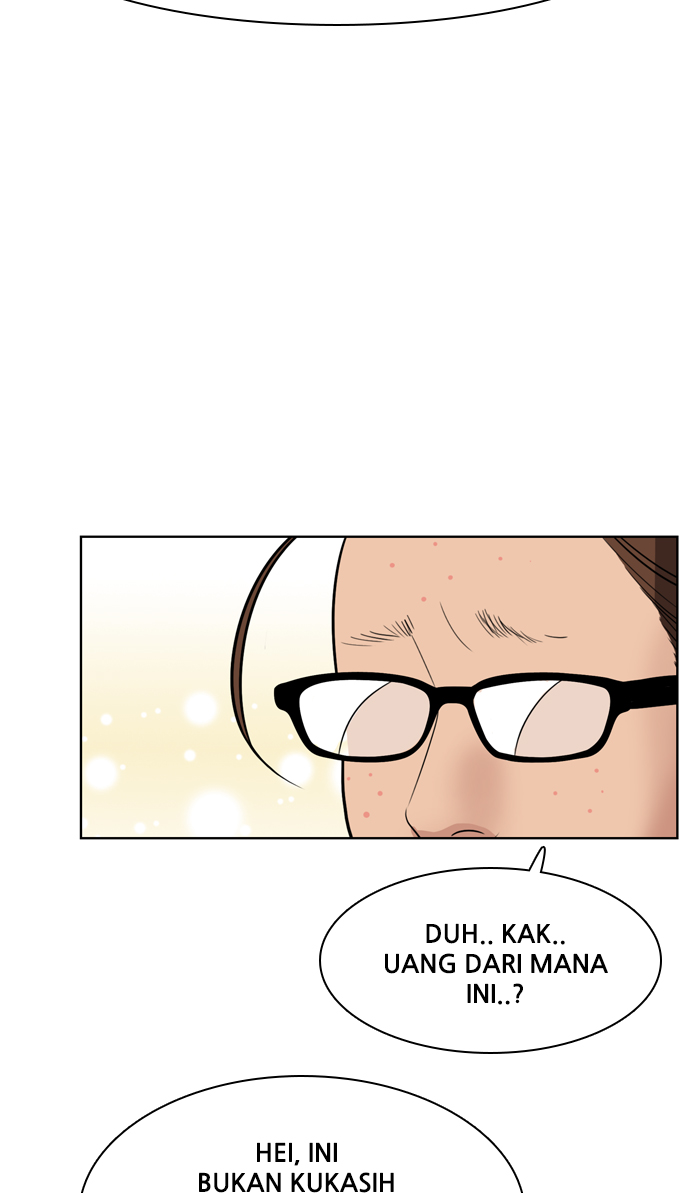 DUH.. KAK..
UANG DARI MANA
INI..?
HEI, INI
BUKAN KUKASIH